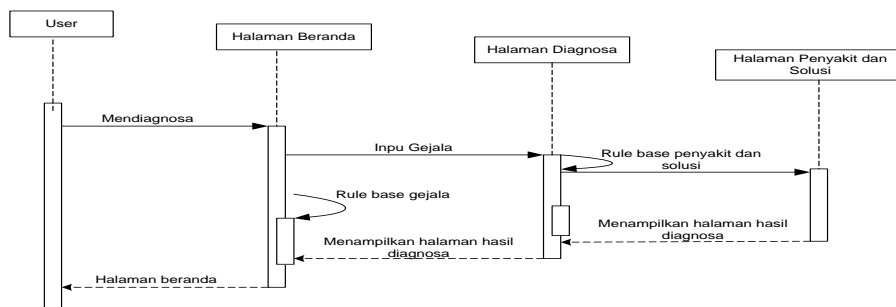 User
Halaman Beranda
Halaman Diagnosa
Halaman Penyakit dan
Solusi
Mendiagnosa
Inpu Gejala
Rule base penyakit dan
solusi
Rule base gejala
Menampilkan halaman hasil
diagnosa
Menampilkan halaman hasil
diagnosa
Halaman beranda